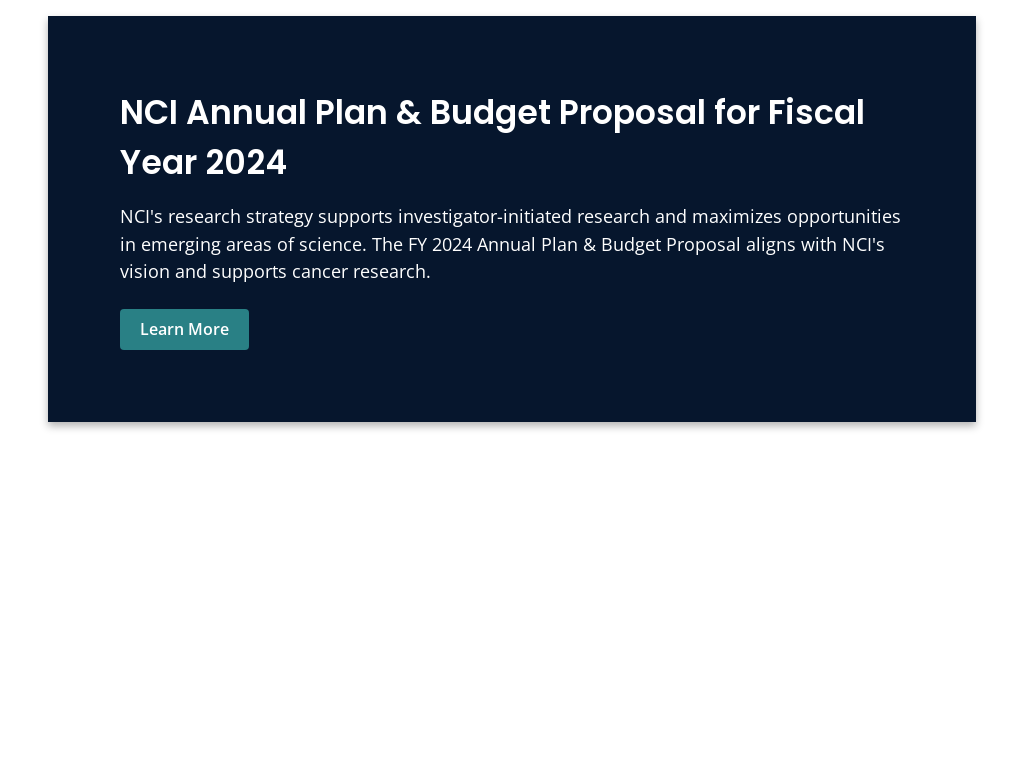 NCI Annual Plan & Budget Proposal for Fiscal
Year 2024
NCI's research strategy supports investigator-initiated research and maximizes opportunities
in emerging areas of science. The FY 2024 Annual Plan & Budget Proposal aligns with NCI's
vision and supports cancer research.
Learn More